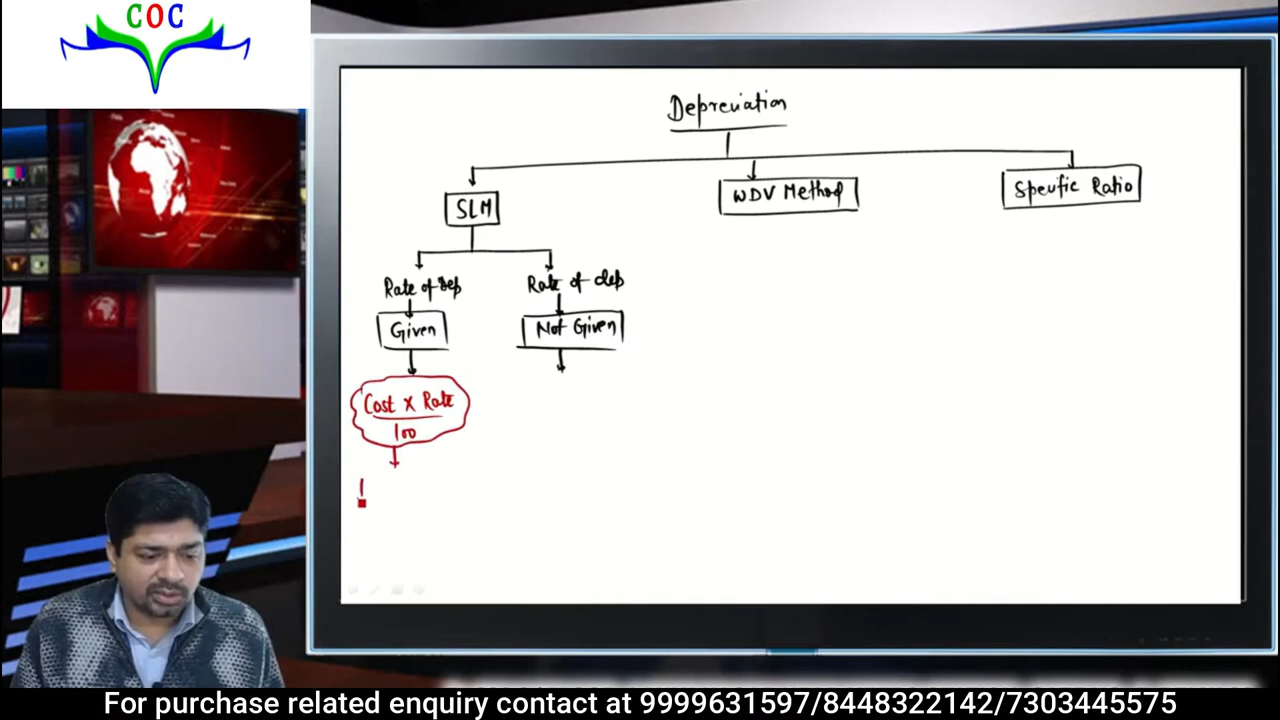 COC
Depreciation
SLM
WDV Method
Specific Ratio
Rate of dep
Rate of dep
Given
Not Given
Cost x Rate
100
For purchase related enquiry contact at 9999631597/8448322142/7303445575